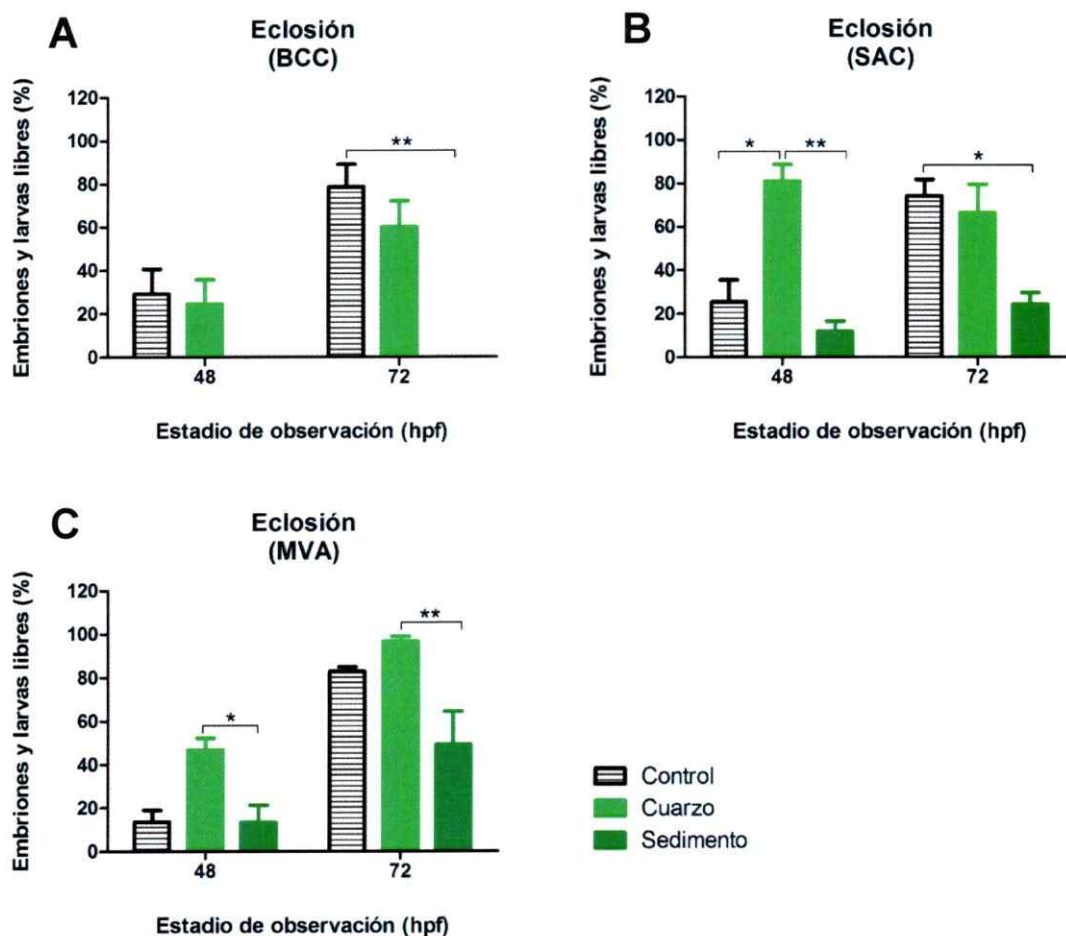 A
Eclosión
(BCC)
Embriones y larvas libres (%)
120
100
80
60
40
20
0
**
48
72
Estadio de observación (hpf)
B
Eclosión
(SAC)
Embriones y larvas libres (%)
120
100
80
60
40
20
0
*
**
*
48
72
Estadio de observación (hpf)
C
Eclosión
(MVA)
Embriones y larvas libres (%)
120
100
80
60
40
20
0
*
**
48
72
Estadio de observación (hpf)
Control
Cuarzo
Sedimento